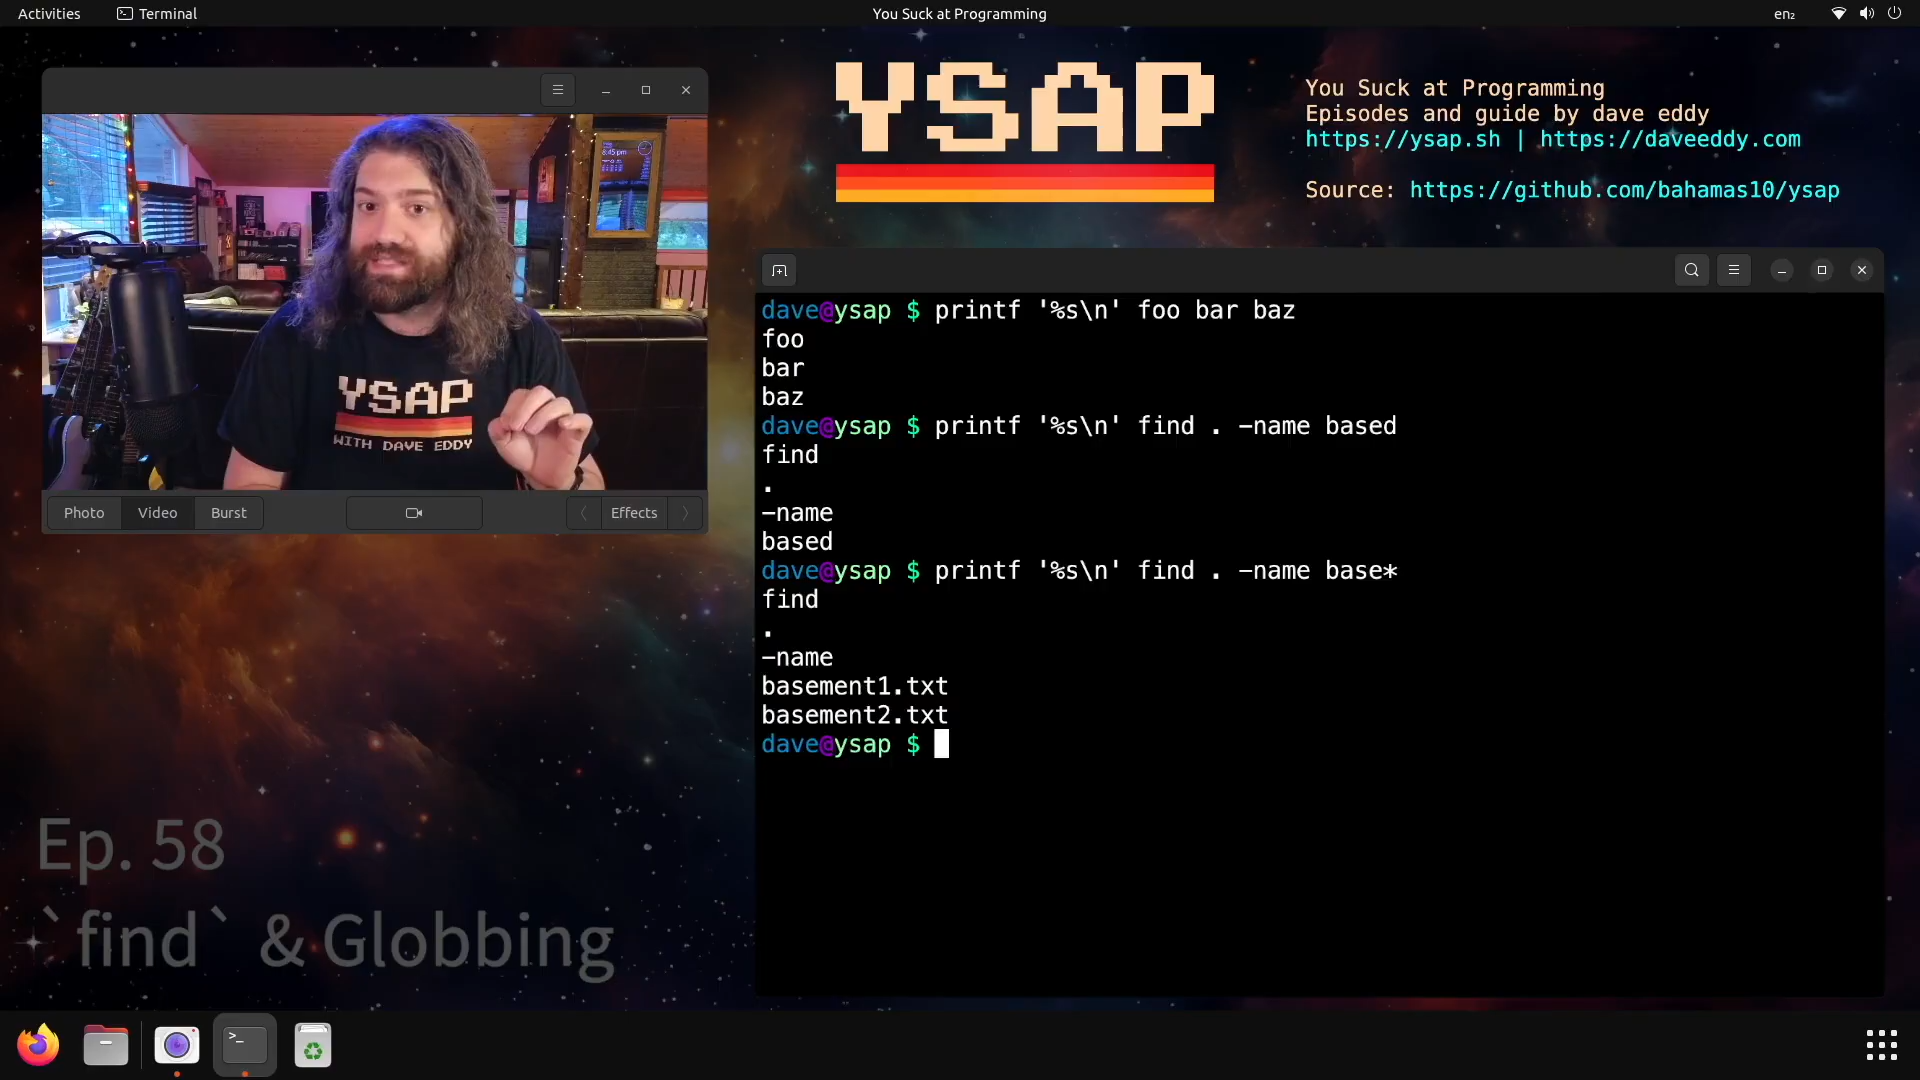 Activities
Terminal
You Suck at Programming
en₂
YSAP
You Suck at Programming
Episodes and guide by dave eddy
https://ysap.sh | https://daveeddy.com
Source: https://github.com/bahamas10/ysap
8:45 pm
YSAP
WITH DAVE EDDY
Photo
Video
Burst
Effects
dave@ysap $ printf '%s\n' foo bar baz
foo
bar
baz
dave@ysap $ printf '%s\n' find . -name based
find
.
-name
based
dave@ysap $ printf '%s\n' find . -name base*
find
.
-name
basement1.txt
basement2.txt
dave@ysap $
Ep. 58
`find` & Globbing